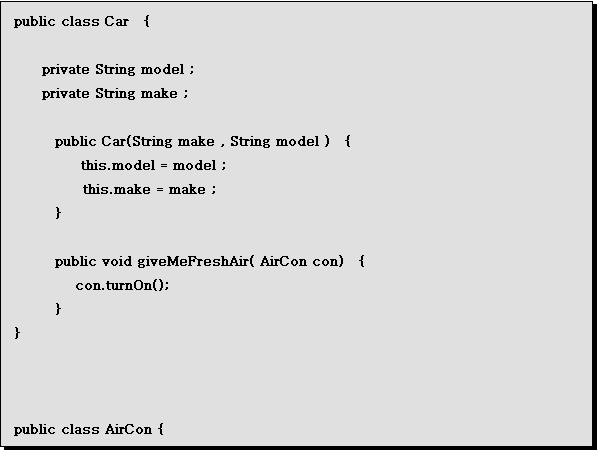 public class Car {
private String model ;
private String make ;
public Car(String make , String model ) {
this.model = model ;
this.make = make ;
}
public void giveMeFreshAir( AirCon con) {
con.turnOn();
}
}
public class AirCon {